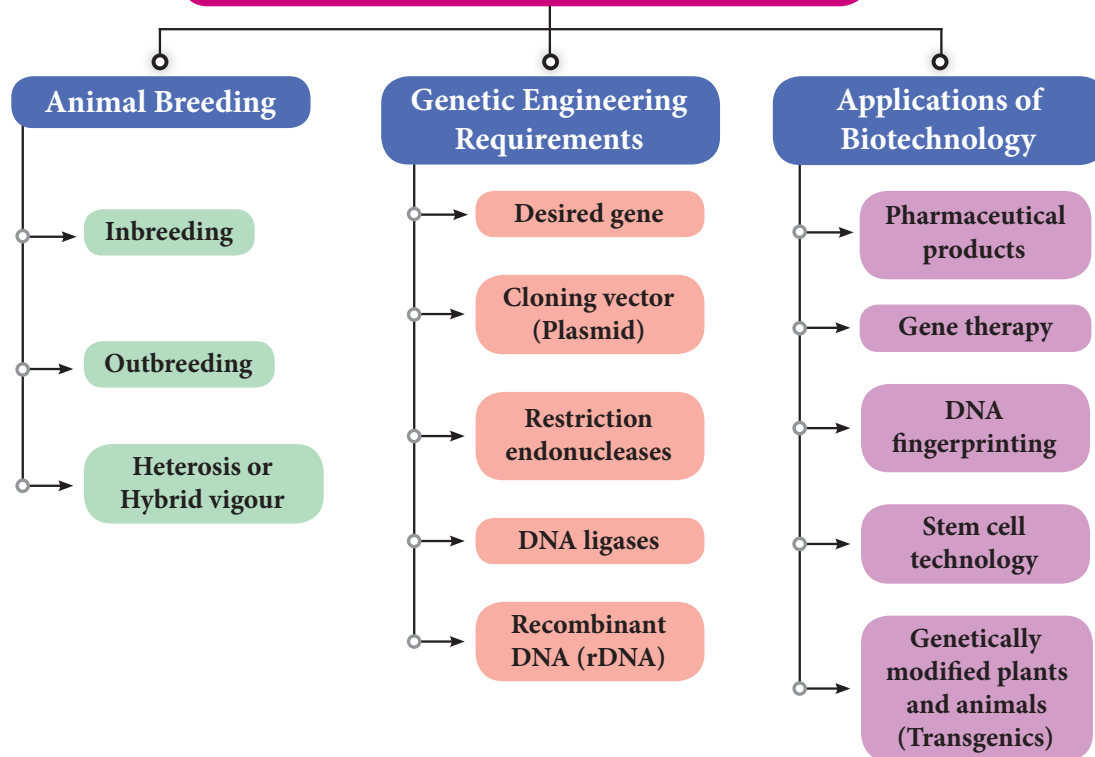 Animal Breeding
Inbreeding
Outbreeding
Heterosis or
Hybrid vigour
Genetic Engineering
Requirements
Desired gene
Cloning vector
(Plasmid)
Restriction
endonucleases
DNA ligases
Recombinant
DNA (rDNA)
Applications of
Biotechnology
Pharmaceutical
products
Gene therapy
DNA
fingerprinting
Stem cell
technology
Genetically
modified plants
and animals
(Transgenics)